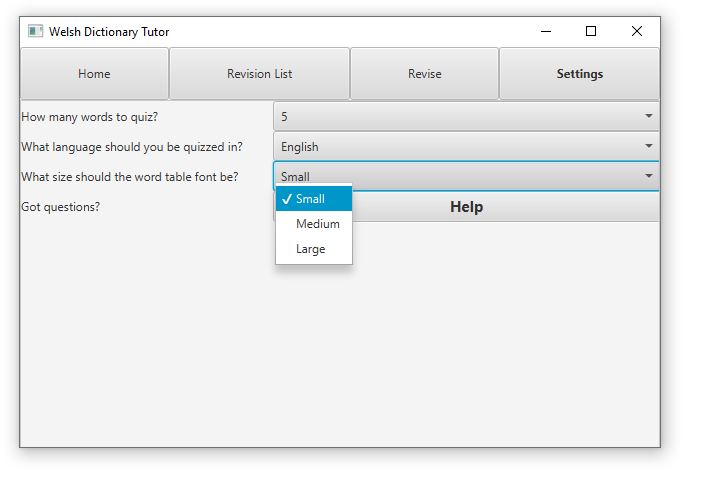 Welsh Dictionary Tutor
Home Revision List Revise Settings
How many words to quiz? 5
What language should you be quizzed in? English
What size should the word table font be? Small
Got questions? Help
Small
Medium
Large